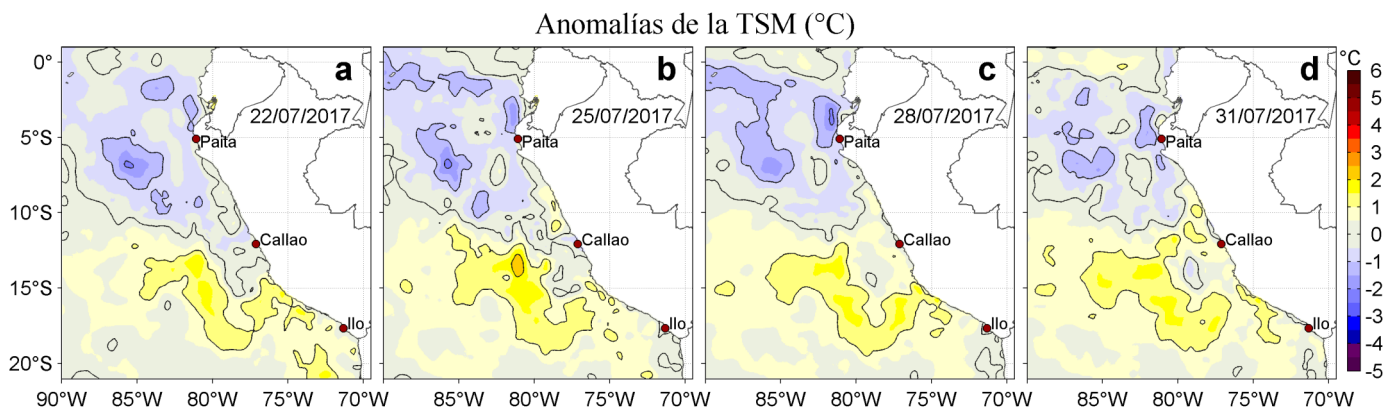 Anomalías de la TSM (°C)
a
b
c
d
22/07/2017
25/07/2017
28/07/2017
31/07/2017
Paita
Callao
Ilo
Paita
Callao
Ilo
Paita
Callao
Ilo
Paita
Callao
Ilo
0°
5°S
10°S
15°S
20°S
90°W 85°W 80°W 75°W 70°W
85°W 80°W 75°W 70°W
85°W 80°W 75°W 70°W
85°W 80°W 75°W 70°W
°C
6
5
4
3
2
1
0
-1
-2
-3
-4
-5